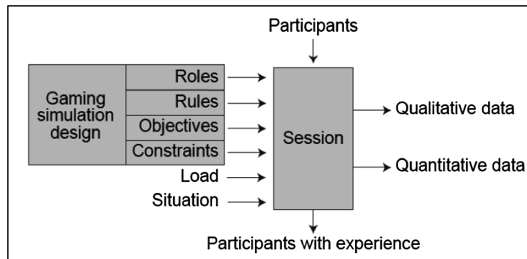 Participants
Gaming
simulation
design
Roles
Rules
Objectives
Constraints
Load
Situation
Session
Qualitative data
Quantitative data
Participants with experience